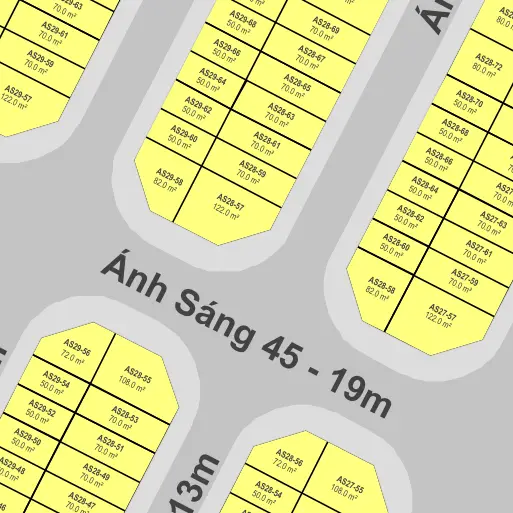 70.0 m²
AS29-61
70.0 m²
AS29-59
70.0 m²
AS29-57
122.0 m²
AS29-68
50.0 m²
AS29-66
50.0 m²
AS29-64
50.0 m²
AS29-62
50.0 m²
AS29-60
50.0 m²
AS29-58
82.0 m²
AS28-69
70.0 m²
AS28-67
70.0 m²
AS28-65
70.0 m²
AS28-63
70.0 m²
AS28-61
70.0 m²
AS28-59
70.0 m²
AS28-57
122.0 m²
AS28-72
80.0 m²
AS28-70
50.0 m²
AS28-68
50.0 m²
AS28-66
50.0 m²
AS28-64
50.0 m²
AS28-62
50.0 m²
AS28-60
50.0 m²
AS28-58
82.0 m²
AS27-63
70.0 m²
AS27-61
70.0 m²
AS27-59
70.0 m²
AS27-57
122.0 m²
Ánh Sáng 45 - 19m
AS29-56
72.0 m²
AS29-54
50.0 m²
AS29-52
50.0 m²
AS29-50
50.0 m²
AS29-48
AS28-55
108.0 m²
AS28-53
70.0 m²
AS28-51
70.0 m²
AS28-49
70.0 m²
AS28-47
70.0 m²
13m
AS28-56
72.0 m²
AS28-54
50.0 m²
AS27-55
108.0 m²